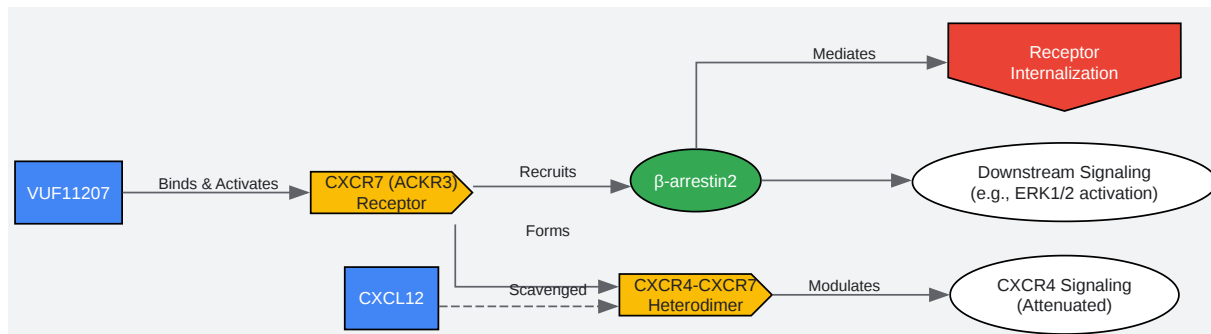 Mediates
Receptor
Internalization
VUF11207
Binds & Activates
CXCR7 (ACKR3)
Receptor
Recruits
β-arrestin2
Downstream Signaling
(e.g., ERK1/2 activation)
Forms
CXCL12
Scavenged
CXCR4-CXCR7
Heterodimer
Modulates
CXCR4 Signaling
(Attenuated)